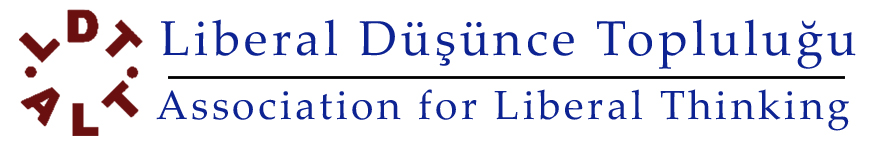 LDT
Liberal Düşünce Topluluğu
ALT
Association for Liberal Thinking